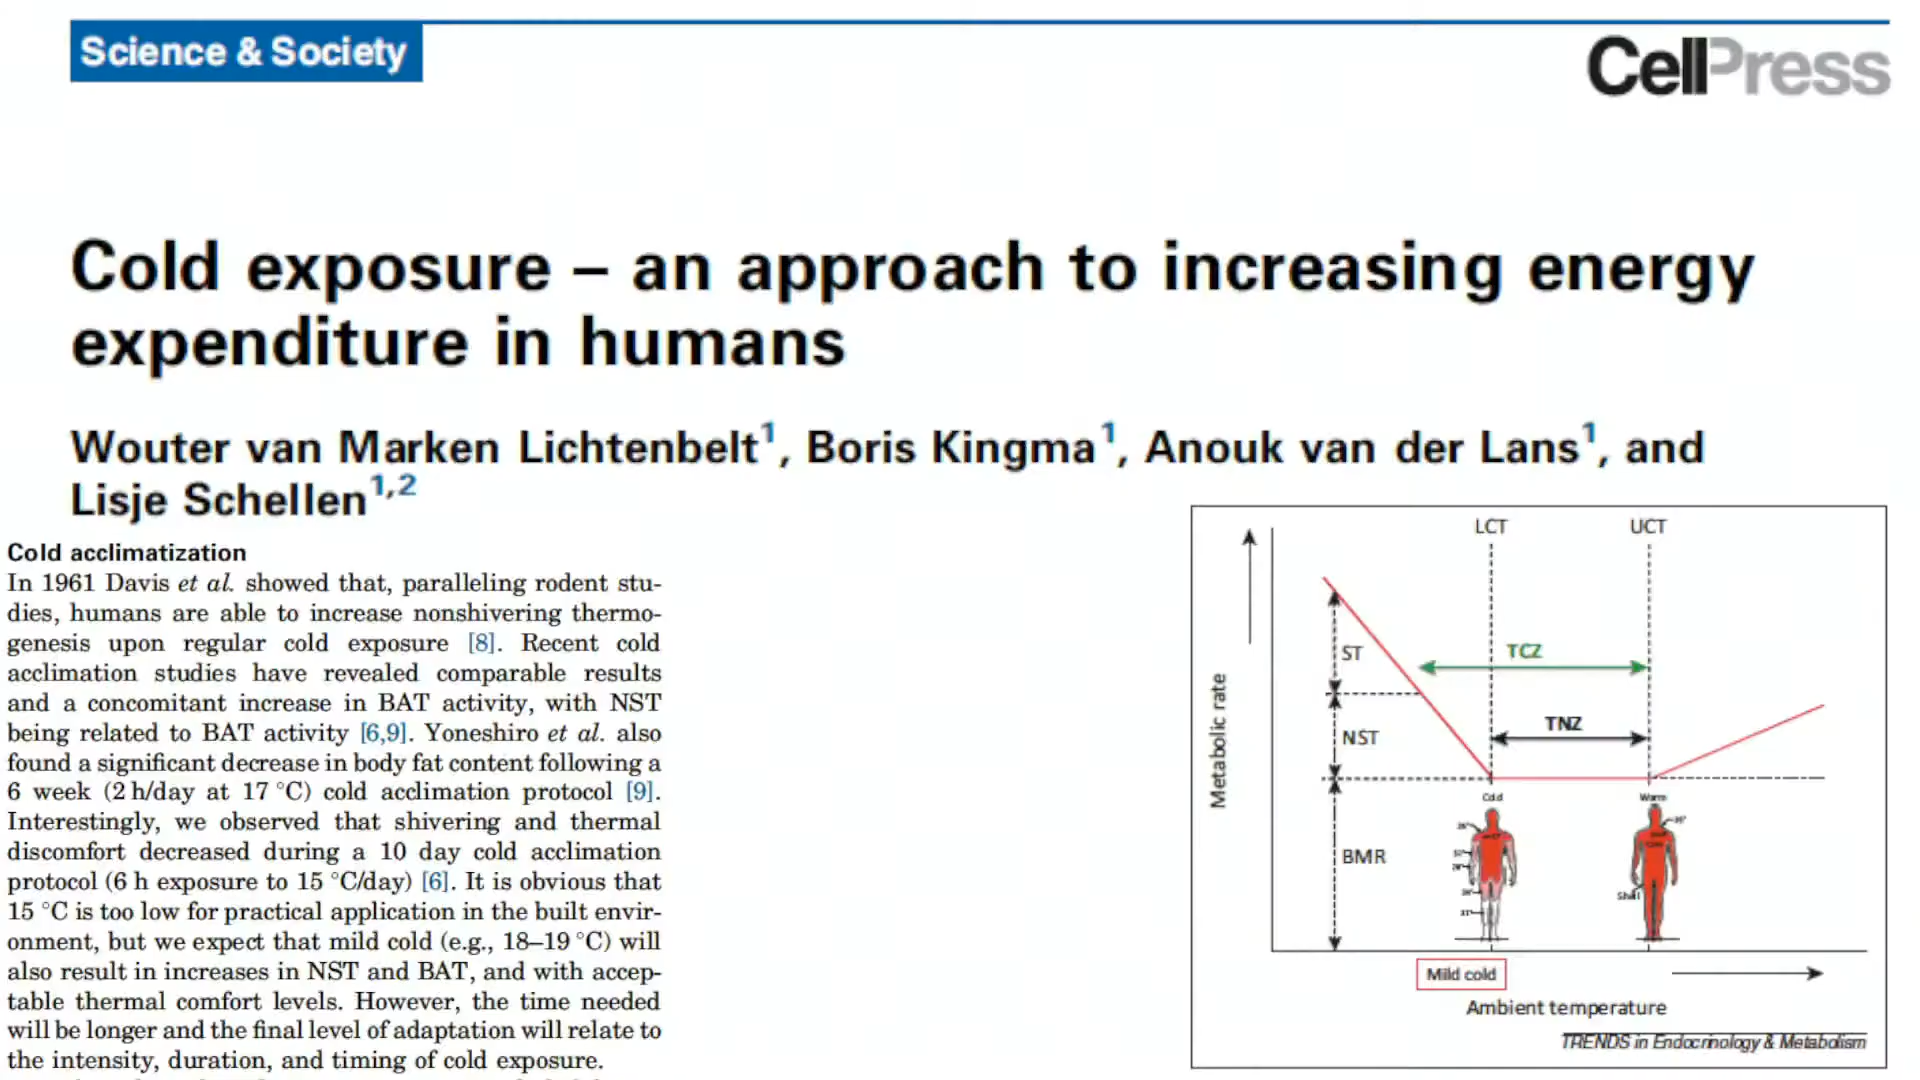 Science & Society
CellPress
Cold exposure – an approach to increasing energy
expenditure in humans
Wouter van Marken Lichtenbelt1, Boris Kingma1, Anouk van der Lans1, and
Lisje Schellen1,2
Cold acclimatization
In 1961 Davis et al. showed that, paralleling rodent stu-
dies, humans are able to increase nonshivering thermo-
genesis upon regular cold exposure [8]. Recent cold
acclimation studies have revealed comparable results
and a concomitant increase in BAT activity, with NST
being related to BAT activity [6,9]. Yoneshiro et al. also
found a significant decrease in body fat content following a
6 week (2 h/day at 17 °C) cold acclimation protocol [9].
Interestingly, we observed that shivering and thermal
discomfort decreased during a 10 day cold acclimation
protocol (6 h exposure to 15 °C/day) [6]. It is obvious that
15 °C is too low for practical application in the built envir-
onment, but we expect that mild cold (e.g., 18–19 °C) will
also result in increases in NST and BAT, and with accep-
table thermal comfort levels. However, the time needed
will be longer and the final level of adaptation will relate to
the intensity, duration, and timing of cold exposure.
LCT UCT
ST
TCZ
TNZ
NST
Metabolic rate
Cold Warm
BMR
Shell
Mild cold
Ambient temperature
TRENDS in Endocrinology & Metabolism